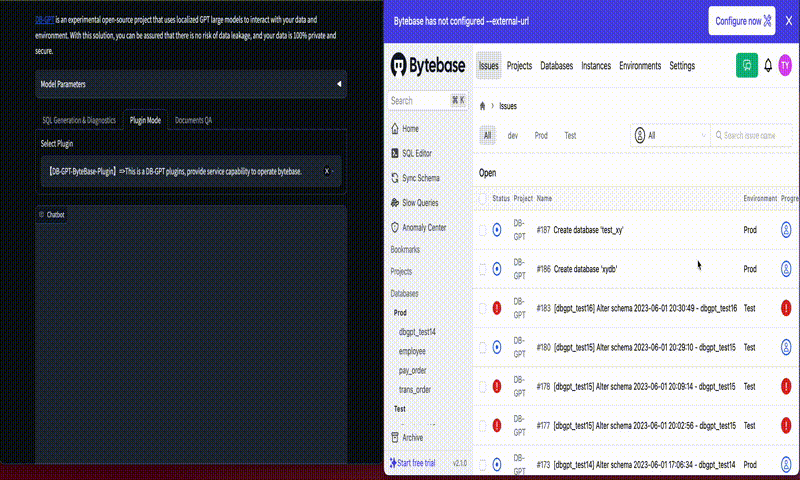 DB-GPT is an experimental open-source project that uses localized GPT large models to interact with your data and
environment. With this solution, you can be assured that there is no risk of data leakage, and your data is 100% private and
secure.
Model Parameters
SQL Generation & Diagnostics
Plugin Mode
Documents QA
Select Plugin
【DB-GPT-ByteBase-Plugin】=>This is a DB-GPT plugins, provide service capability to operate bytebase.
Chatbot
Bytebase has not configured --external-url
Configure now
Bytebase
Issues Projects Databases Instances Environments Settings
TY
Search ⌘ K
Home
SQL Editor
Sync Schema
Slow Queries
Anomaly Center
Bookmarks
Projects
Databases
Prod
dbgpt_test14
employee
pay_order
trans_order
Test
Archive
Start free trial v2.1.0
Issues
All dev Prod Test
All
Search issue name
Open
Status Project Name Environment Progre
DB-GPT #187 Create database 'test_xy' Prod
DB-GPT #186 Create database 'xydb' Prod
DB-GPT #183 [dbgpt_test16] Alter schema 2023-06-01 20:30:49 - dbgpt_test16 Test
DB-GPT #180 [dbgpt_test15] Alter schema 2023-06-01 20:29:10 - dbgpt_test15 Prod
DB-GPT #178 [dbgpt_test15] Alter schema 2023-06-01 20:09:14 - dbgpt_test15 Test
DB-GPT #177 [dbgpt_test15] Alter schema 2023-06-01 20:02:56 - dbgpt_test15 Test
DB-GPT #173 [dbgpt_test14] Alter schema 2023-06-01 17:06:34 - dbgpt_test14 Prod